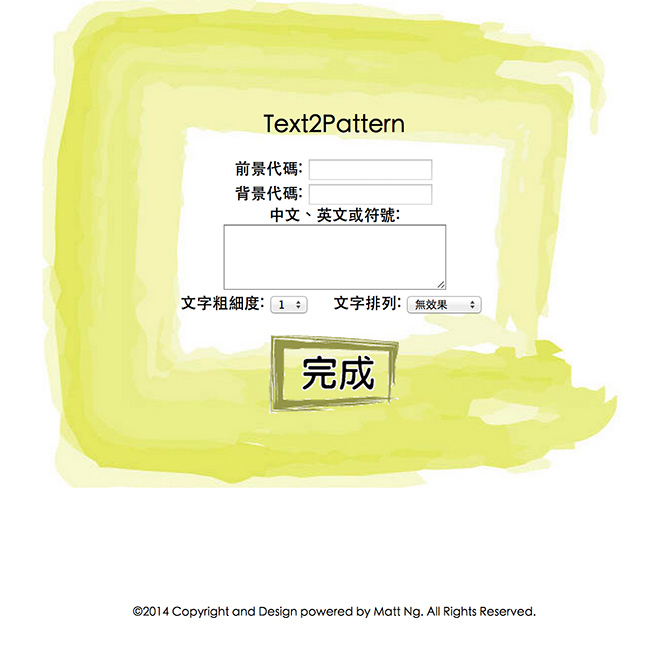 Text2Pattern
前景代碼:
背景代碼:
中文、英文或符號:
文字粗細度: 1 文字排列: 無效果
完成
©2014 Copyright and Design powered by Matt Ng. All Rights Reserved.